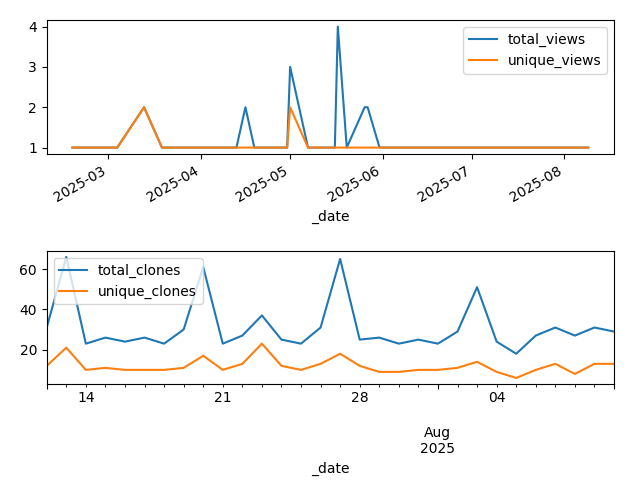 4
3
2
1
total_views
unique_views
2025-03
2025-04
2025-05
2025-06
2025-07
2025-08
_date
60
40
20
total_clones
unique_clones
14
21
28
04
Aug
2025
_date